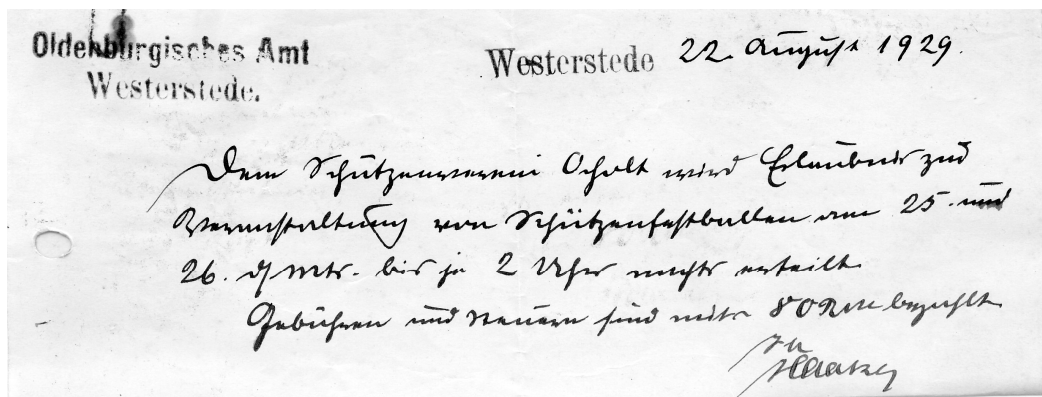 Oldenburgisches Amt
Westerstede.
Westerstede 22. August 1929.
Dem Schützenverein Ocholt wird Erlaubnis zur
Veranstaltung von Schützenfestbällen am 25. und
26. d. Mts. bis je 2 Uhr nachts erteilt.
Gebühren und Steuern sind mit 80 bezahlt